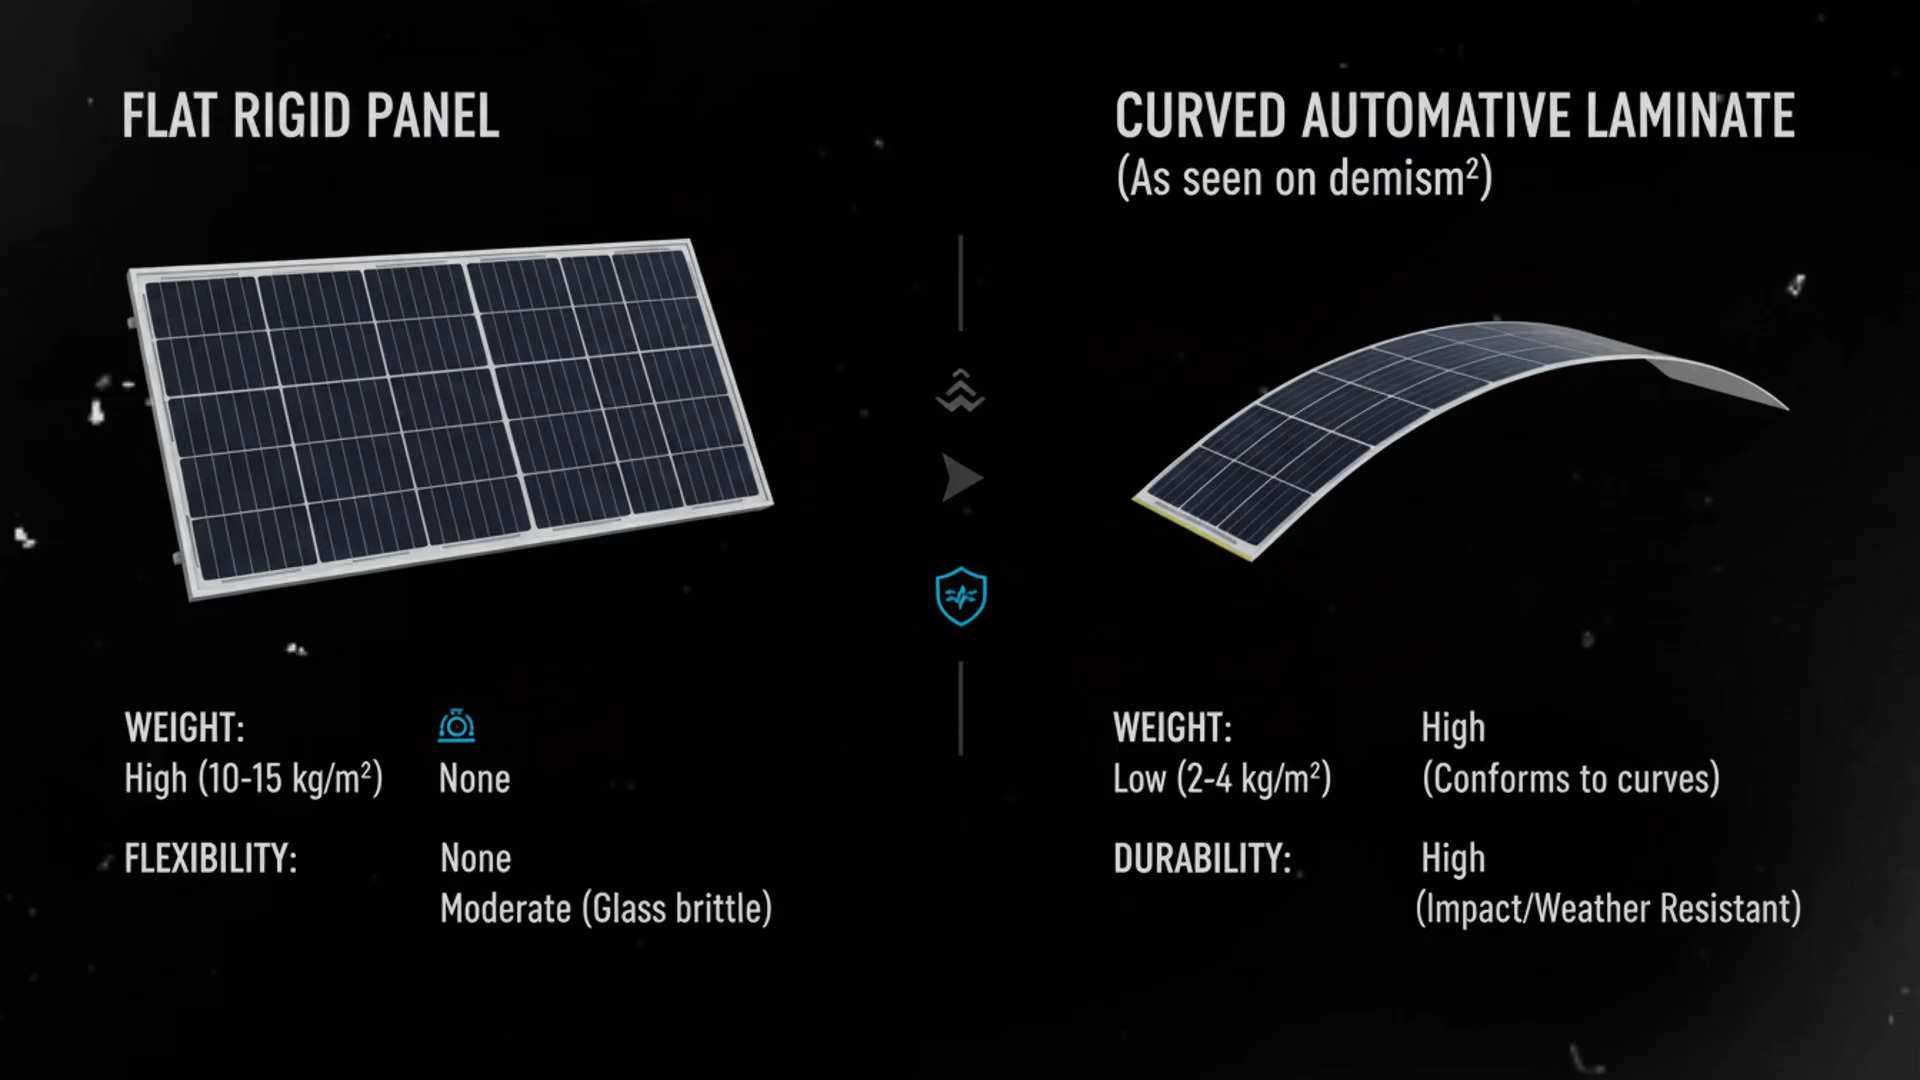 FLAT RIGID PANEL
CURVED AUTOMATIVE LAMINATE
(As seen on demism²)
WEIGHT:
High (10-15 kg/m²)
None
FLEXIBILITY:
None
Moderate (Glass brittle)
WEIGHT:
High
Low (2-4 kg/m²)
(Conforms to curves)
DURABILITY:
High
(Impact/Weather Resistant)